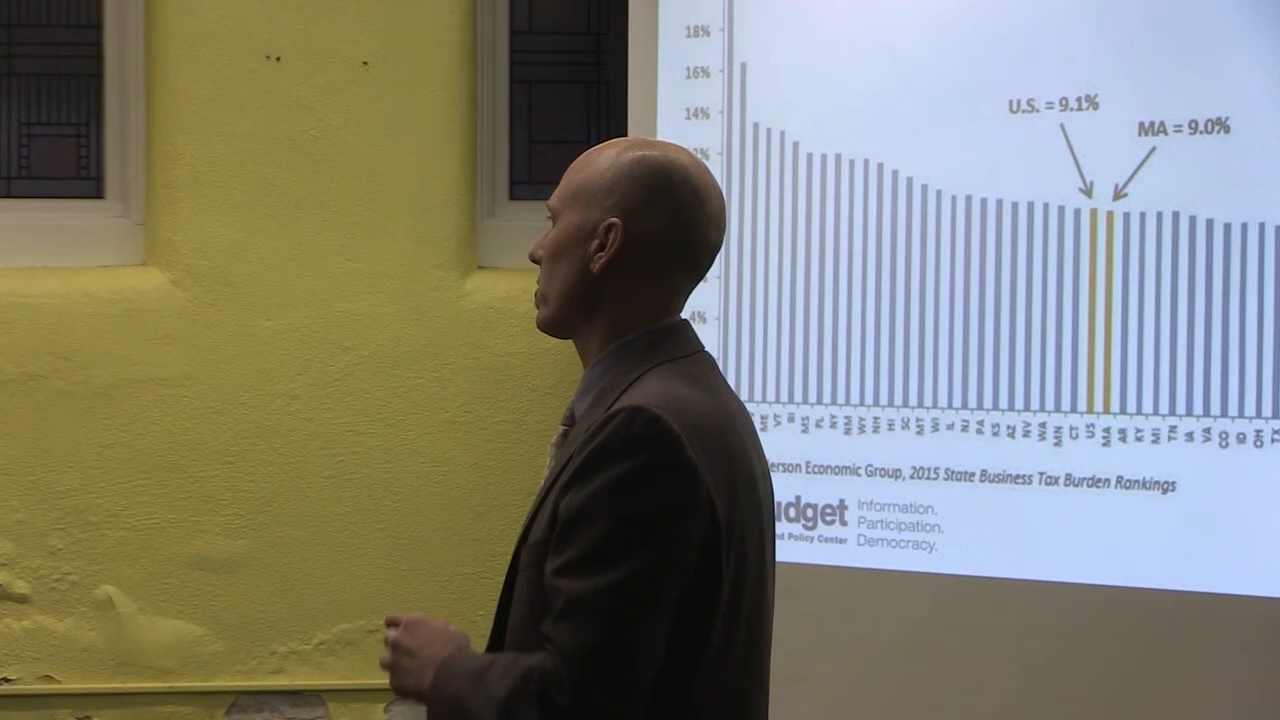 18%
16%
14%
2%
4%
U.S. = 9.1%
MA = 9.0%
ME VT RI MS FL NY NM WY NH HI SC MT WI IL NJ PA KS AZ NV WA MN CT US MA AR KY MI TN IA VA CO ID OH TX
erson Economic Group, 2015 State Business Tax Burden Rankings
udget
nd Policy Center
Information.
Participation.
Democracy.